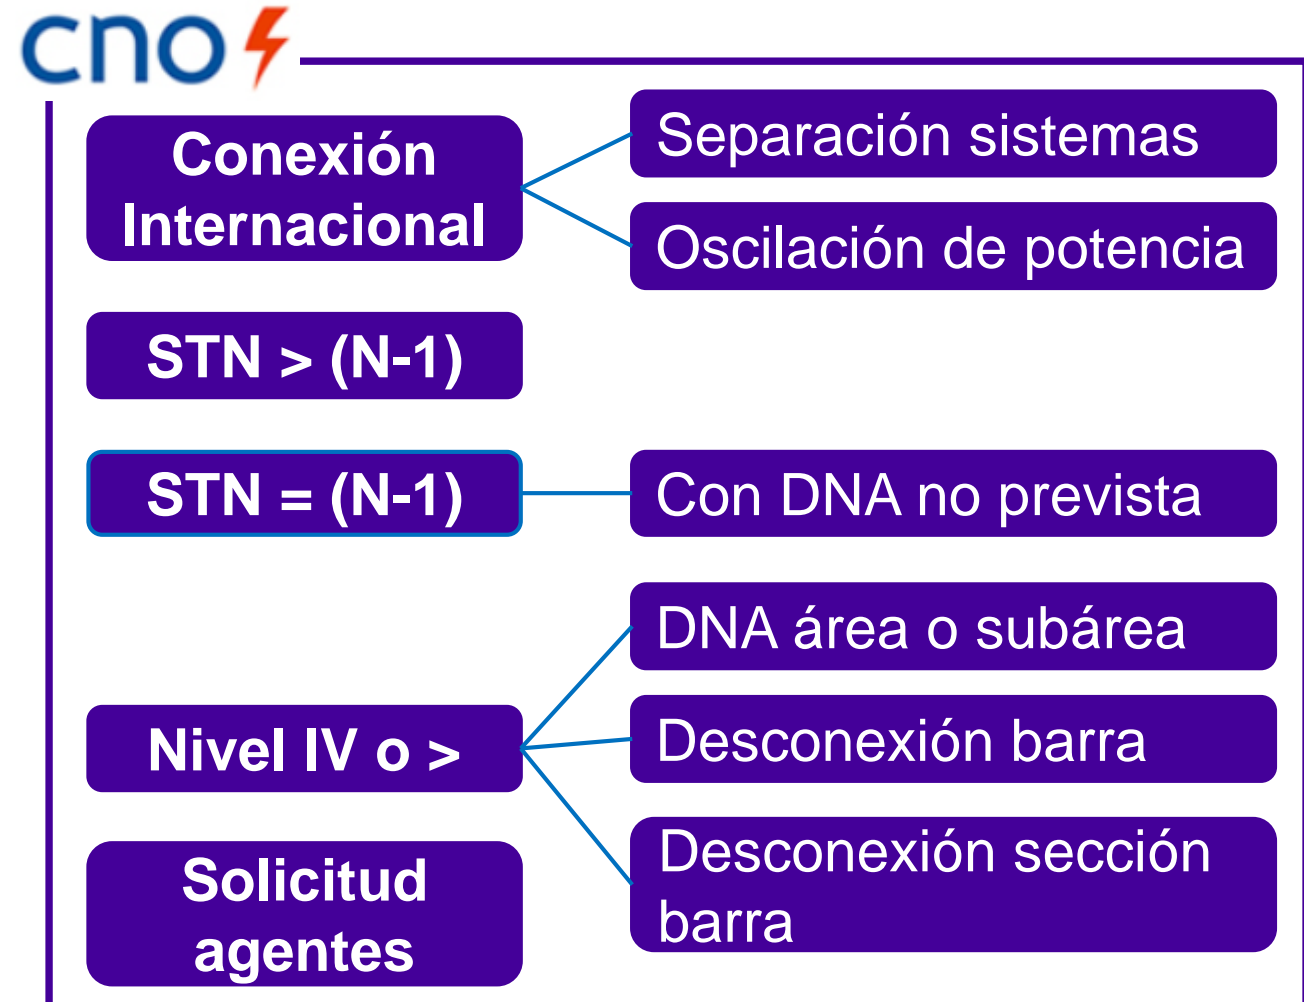 cno
Conexión
Internacional
Separación sistemas
Oscilación de potencia
STN > (N-1)
STN = (N-1)
Con DNA no prevista
Nivel IV o >
DNA área o subárea
Desconexión barra
Desconexión sección
barra
Solicitud
agentes